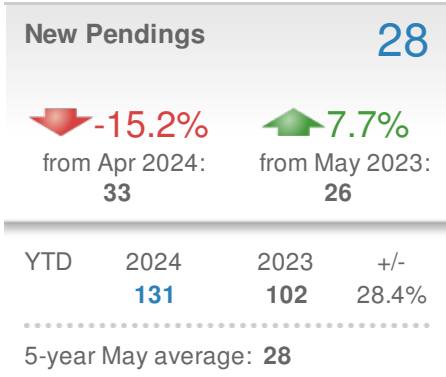 New Pendings 28
-15.2% 7.7%
from Apr 2024: from May 2023:
33 26
YTD 2024 2023 +/-
131 102 28.4%
5-year May average: 28